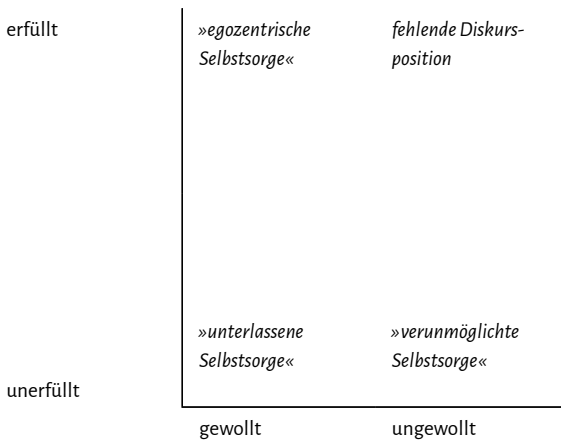 erfüllt
»egozentrische
Selbstsorge«
fehlende Diskurs-
position
»unterlassene
Selbstsorge«
»verunmöglichte
Selbstsorge«
unerfüllt
gewollt
ungewollt